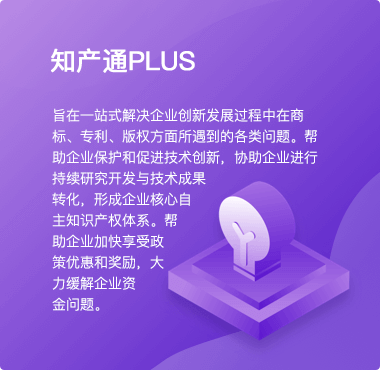 知产通PLUS
旨在一站式解决企业创新发展过程中在商
标、专利、版权方面所遇到的各类问题。帮
助企业保护和促进技术创新，协助企业进行
持续研究开发与技术成果
转化，形成企业核心自
主知识产权体系。帮
助企业加快享受政
策优惠和奖励，大
力缓解企业资
金问题。